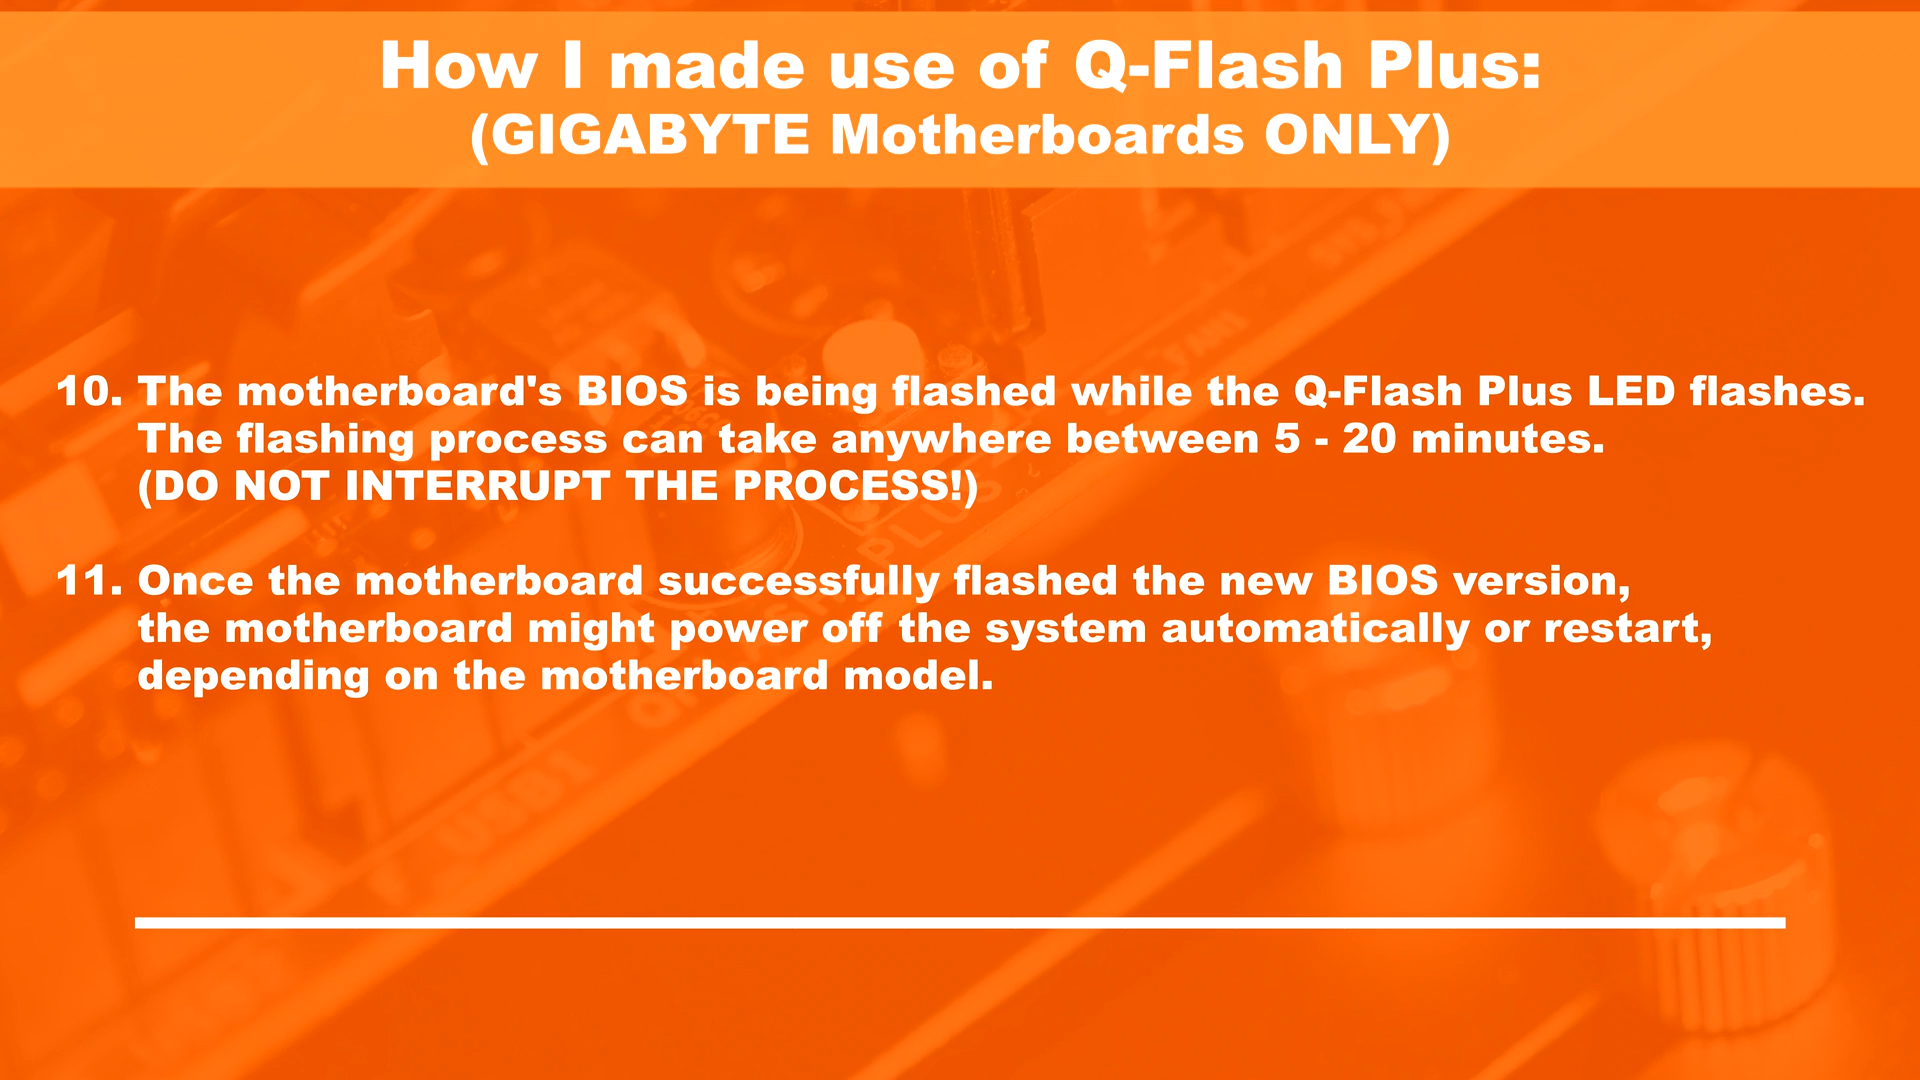 How I made use of Q-Flash Plus:
(GIGABYTE Motherboards ONLY)
10. The motherboard's BIOS is being flashed while the Q-Flash Plus LED flashes.
The flashing process can take anywhere between 5 - 20 minutes.
(DO NOT INTERRUPT THE PROCESS!)
11. Once the motherboard successfully flashed the new BIOS version,
the motherboard might power off the system automatically or restart,
depending on the motherboard model.
PLUS
USB1